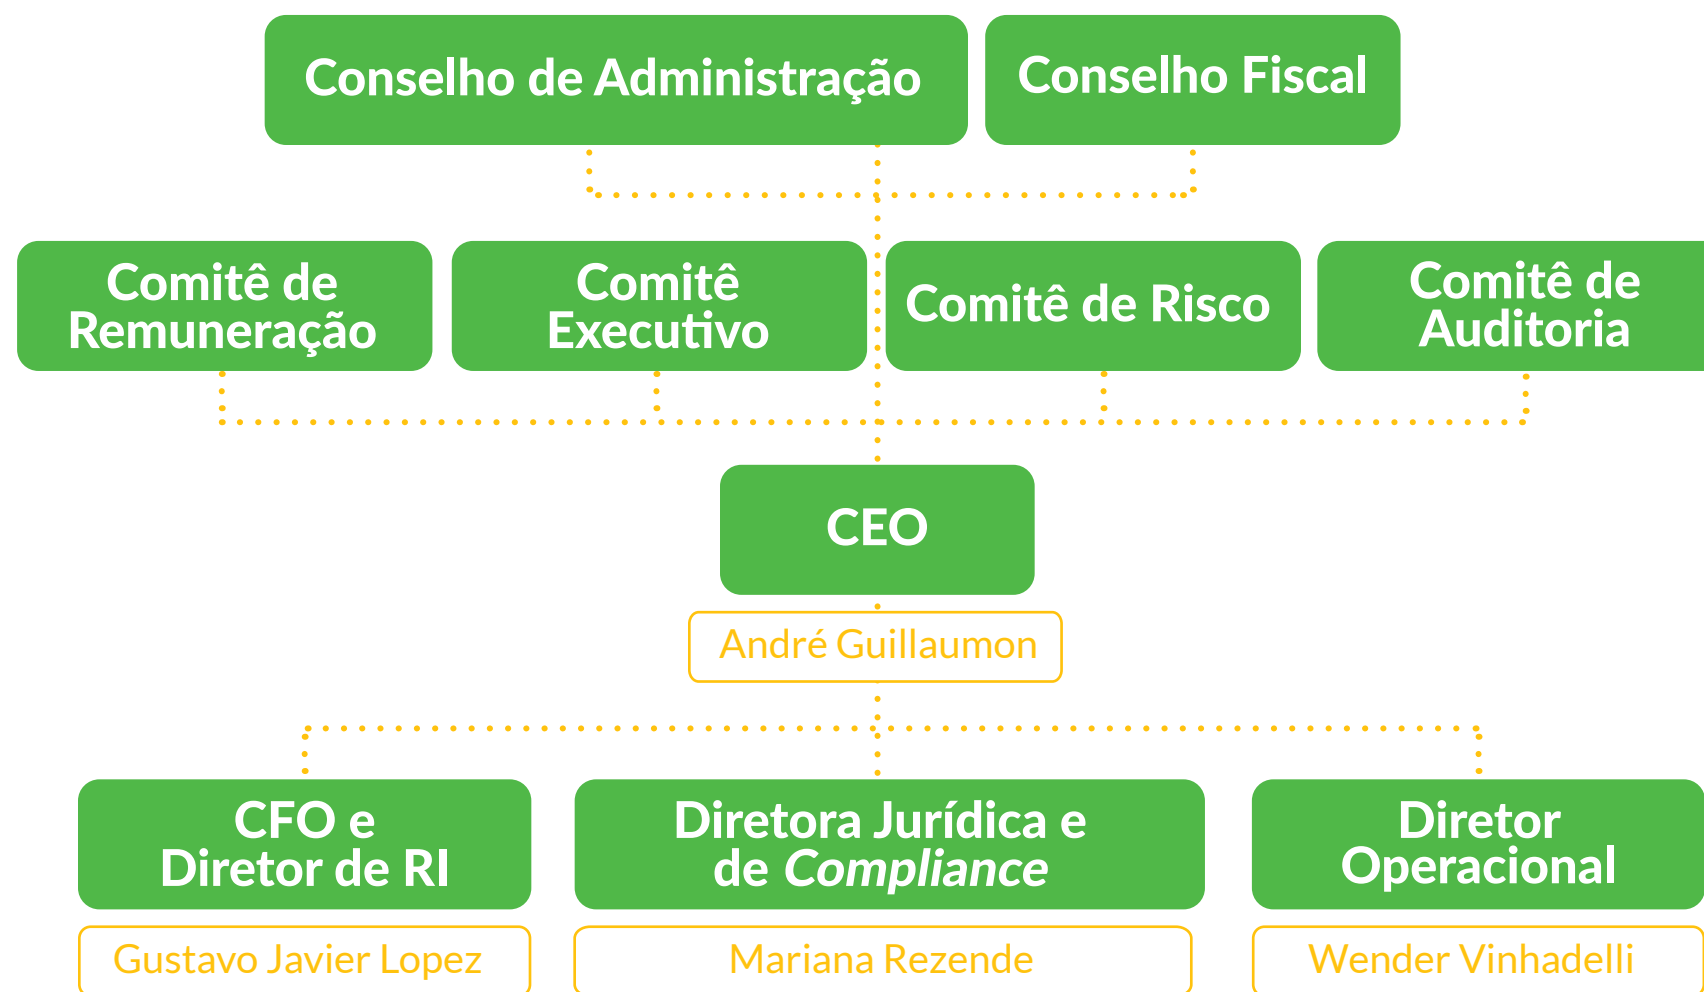 Conselho de Administração
Conselho Fiscal
Comitê de
Remuneração
Comitê
Executivo
Comitê de Risco
Comitê de
Auditoria
CEO
André Guillaumon
CFO e
Diretor de RI
Diretora Jurídica e
de Compliance
Diretor
Operacional
Gustavo Javier Lopez
Mariana Rezende
Wender Vinhadelli